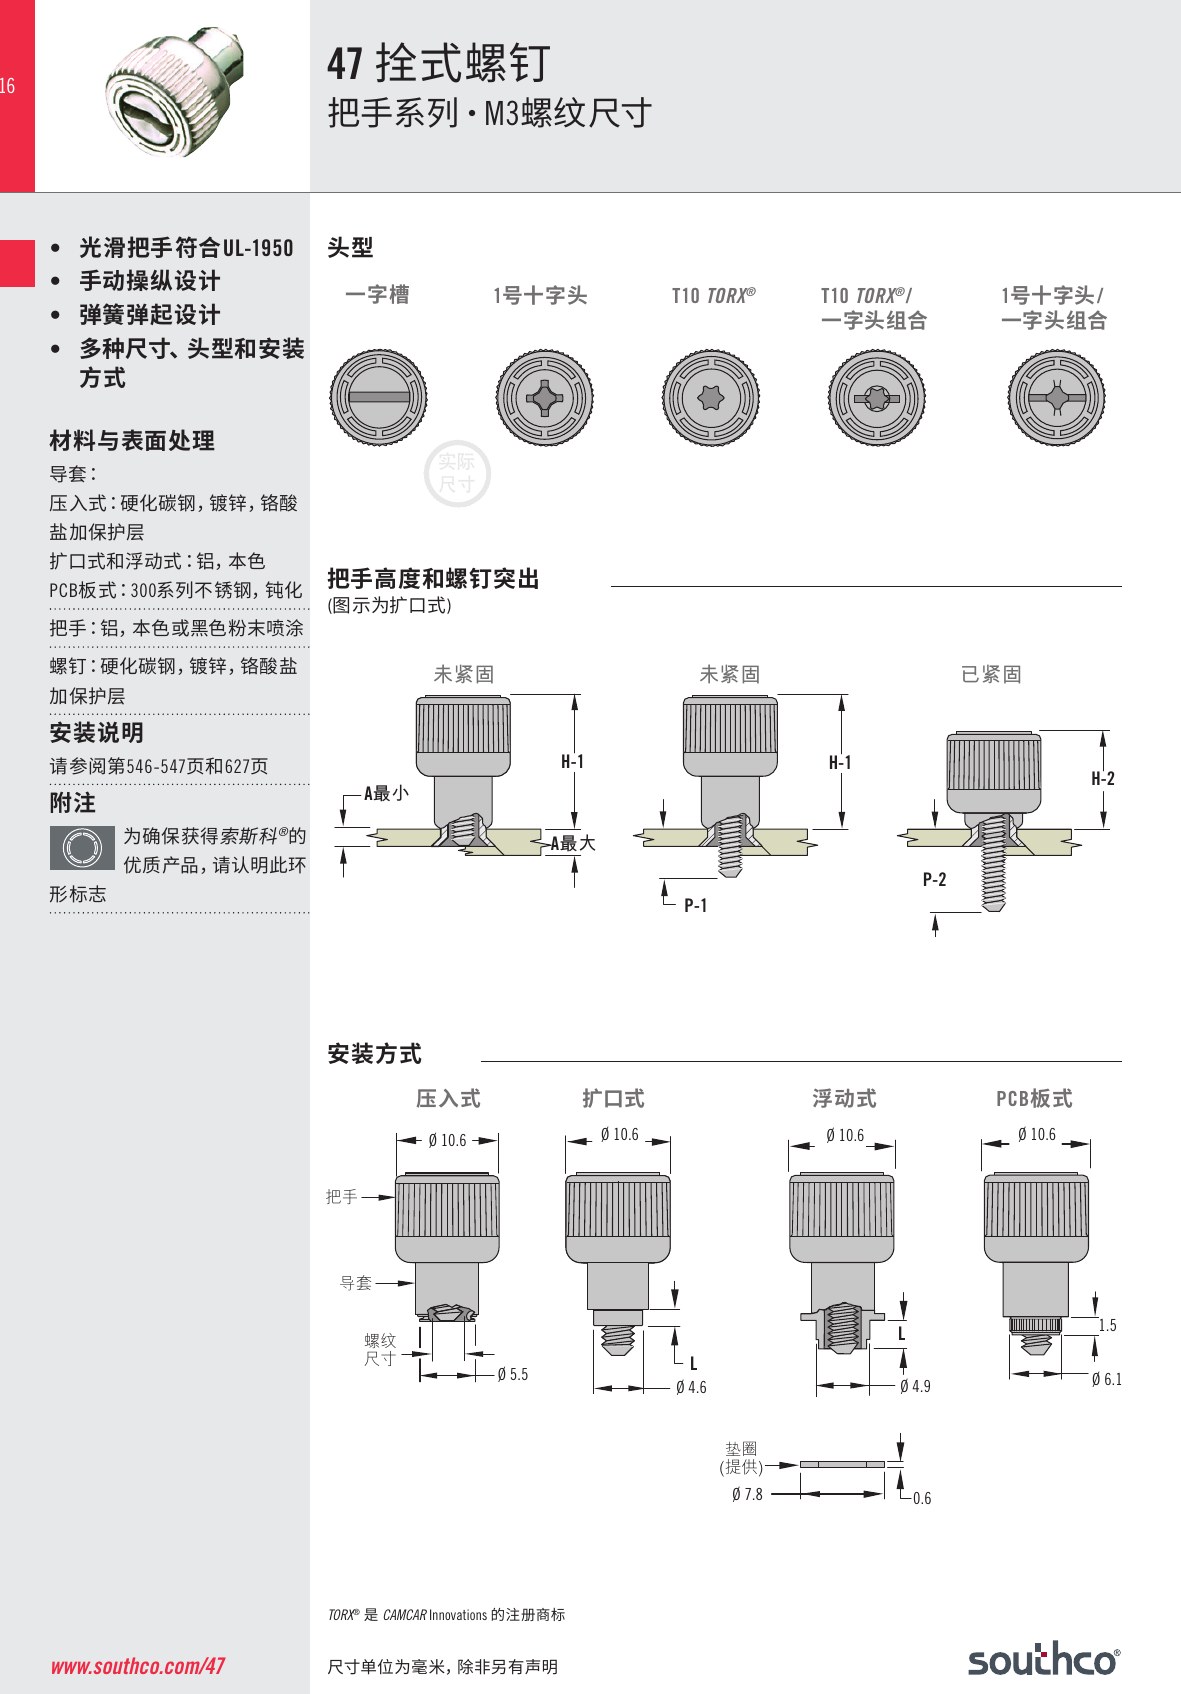 16
47 拴式螺钉
把手系列·M3螺纹尺寸
• 光滑把手符合UL-1950
• 手动操纵设计
• 弹簧弹起设计
• 多种尺寸、头型和安装
方式
材料与表面处理
导套：
压入式：硬化碳钢，镀锌，铬酸
盐加保护层
扩口式和浮动式：铝，本色
PCB板式：300系列不锈钢，钝化
把手：铝，本色或黑色粉末喷涂
螺钉：硬化碳钢，镀锌，铬酸盐
加保护层
安装说明
请参阅第546-547页和627页
附注
为确保获得索斯科®的
优质产品，请认明此环
形标志
www.southco.com/47
头型
一字槽
1号十字头
T10 TORX®
T10 TORX®/
一字头组合
1号十字头/
一字头组合
实际
尺寸
把手高度和螺钉突出
(图示为扩口式)
未紧固
未紧固
已紧固
H-1
H-1
H-2
A最小
A最大
P-1
P-2
安装方式
压入式
扩口式
浮动式
PCB板式
Ø 10.6
Ø 10.6
Ø 10.6
Ø 10.6
把手
导套
螺纹
尺寸
Ø 5.5
L
Ø 4.6
L
Ø 4.9
1.5
Ø 6.1
垫圈
(提供)
Ø 7.8
0.6
TORX® 是 CAMCAR Innovations 的注册商标
尺寸单位为毫米，除非另有声明
southco®